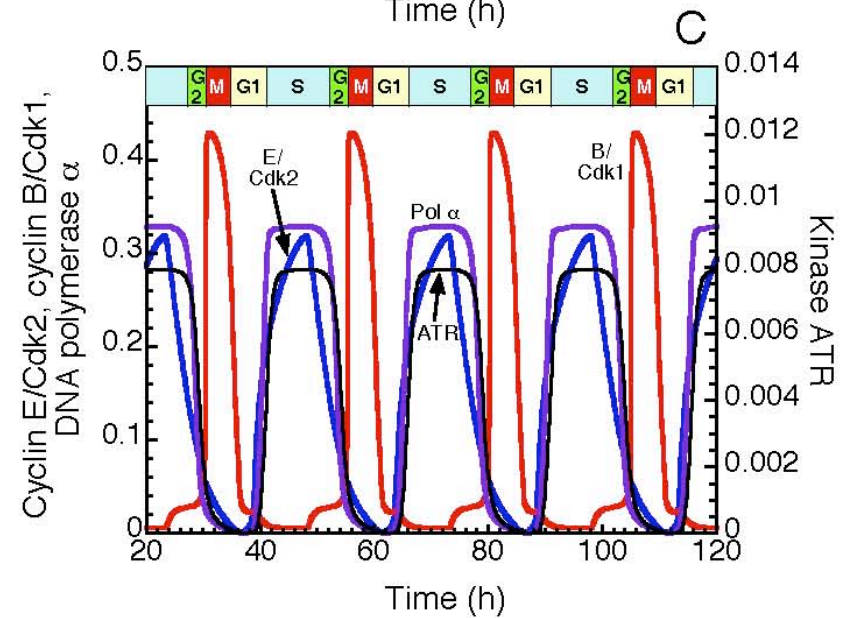 Time (h)
C
0.5
0.4
0.3
0.2
0.1
0
G2
M
G1
S
G2
M
G1
S
G2
M
G1
S
G2
M
G1
0.014
0.012
0.01
0.008
0.006
0.004
0.002
0
E/
Cdk2
Pol α
B/
Cdk1
ATR
Cyclin E/Cdk2, cyclin B/Cdk1,
DNA polymerase α
Kinase ATR
20
40
60
80
100
120
Time (h)